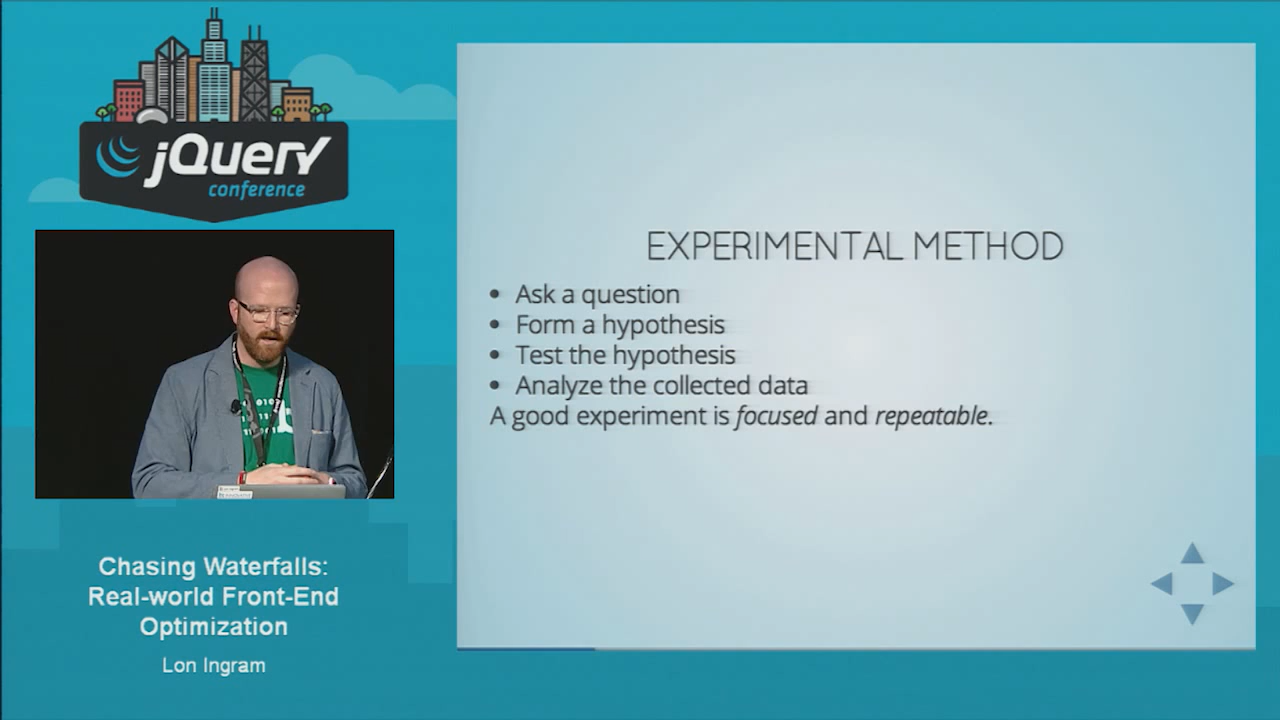 jQuery
conference
EXPERIMENTAL METHOD
• Ask a question
• Form a hypothesis
• Test the hypothesis
• Analyze the collected data
A good experiment is focused and repeatable.
Chasing Waterfalls:
Real-world Front-End
Optimization
Lon Ingram